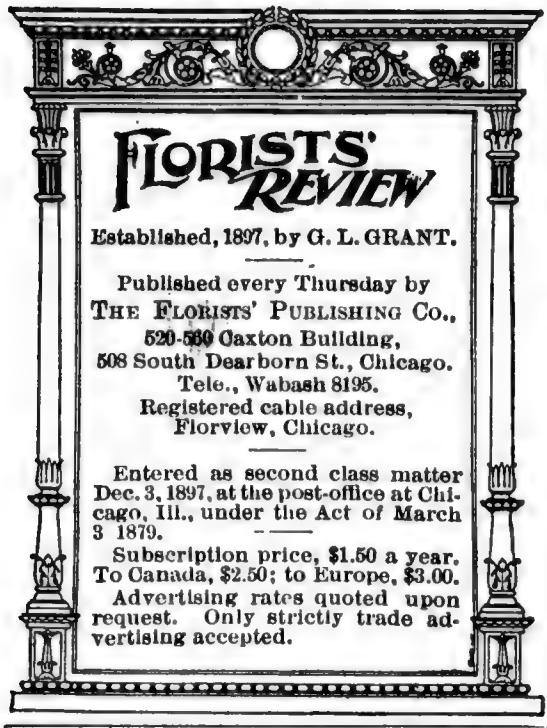 FLORISTS'
REVIEW
Established, 1897, by G. L. GRANT.
Published every Thursday by
THE FLORISTS' PUBLISHING CO.,
520-560 Caxton Building,
508 South Dearborn St., Chicago.
Tele., Wabash 8195.
Registered cable address,
Florview, Chicago.
Entered as second class matter
Dec. 3, 1897, at the post-office at Chi-
cago, Ill., under the Act of March
3 1879.
Subscription price, $1.50 a year.
To Canada, $2.50; to Europe, $3.00.
Advertising rates quoted upon
request. Only strictly trade ad-
vertising accepted.